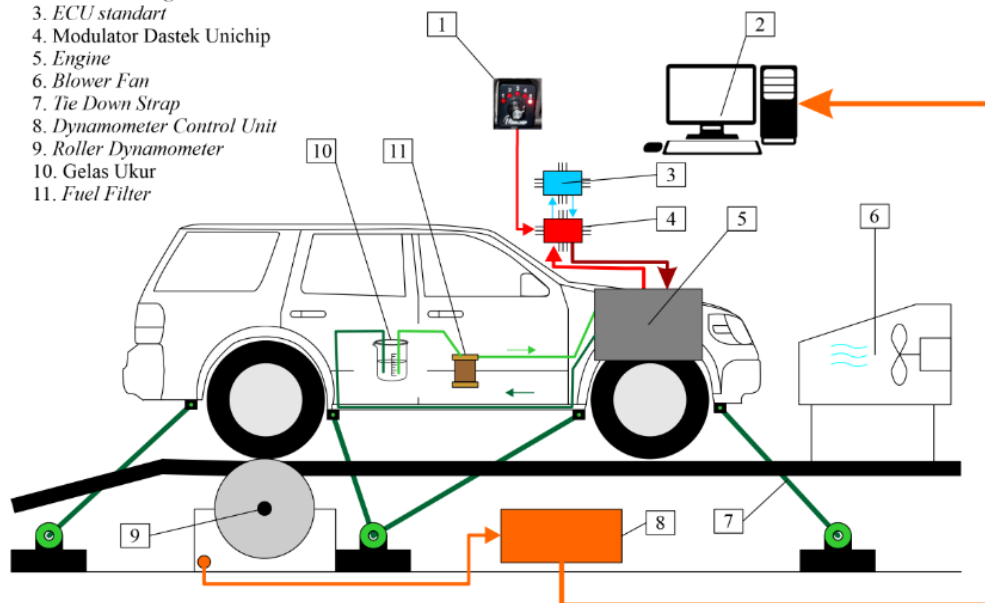 3. ECU standart
4. Modulator Dastek Unichip
5. Engine
6. Blower Fan
7. Tie Down Strap
8. Dynamometer Control Unit
9. Roller Dynamometer
10. Gelas Ukur
11. Fuel Filter
1
2
3
4
5
6
10
11
7
8
9